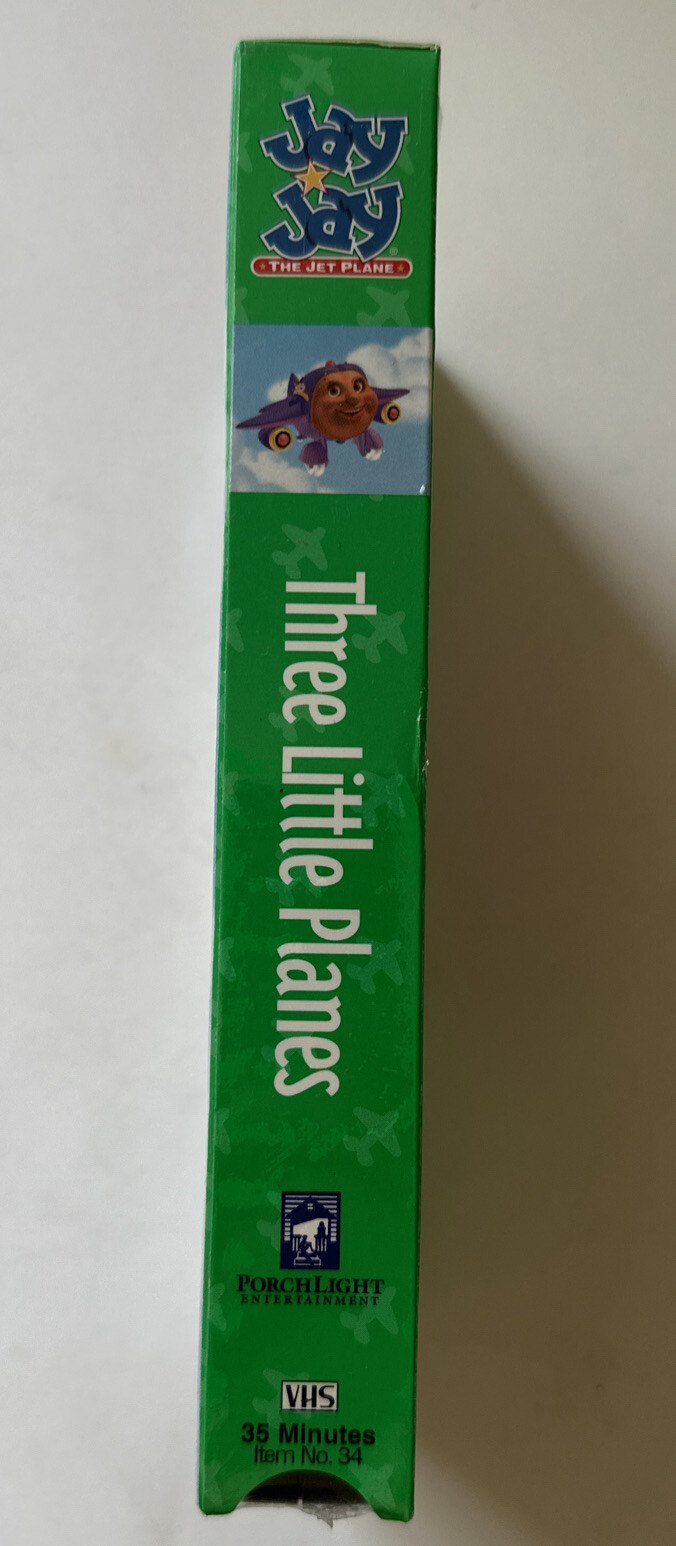 Jay
Jay®
THE JET PLANE
Three Little Planes
PORCHLIGHT
ENTERTAINMENT
VHS
35 Minutes
Item No. 34